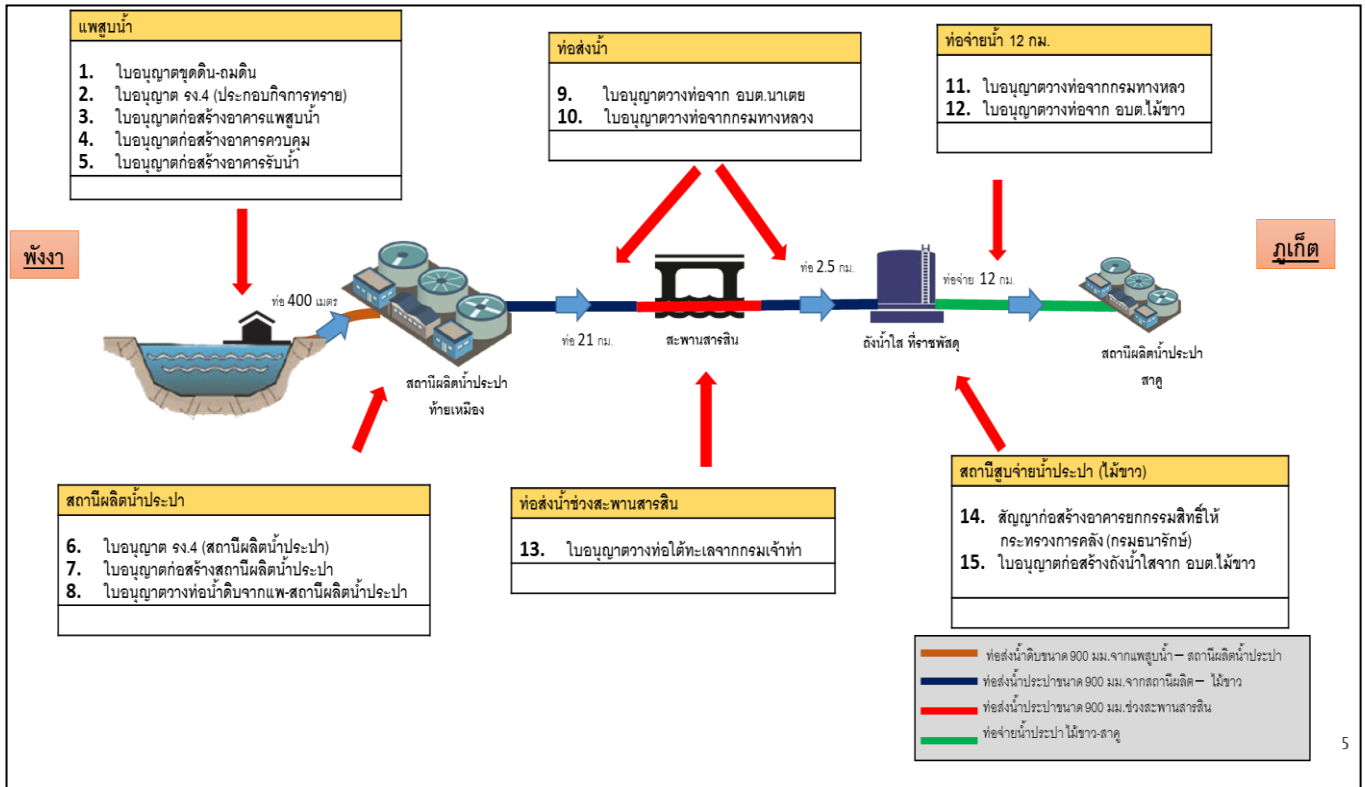 แพสูบน้ำ
1. ใบอนุญาตขุดดิน-ถมดิน
2. ใบอนุญาต รง.4 (ประกอบกิจการทราย)
3. ใบอนุญาตก่อสร้างอาคารแพสูบน้ำ
4. ใบอนุญาตก่อสร้างอาคารควบคุม
5. ใบอนุญาตก่อสร้างอาคารรับน้ำ
ท่อส่งน้ำ
9. ใบอนุญาตวางท่อจาก อบต.นาเตย
10. ใบอนุญาตวางท่อจากกรมทางหลวง
ท่อจ่ายน้ำ 12 กม.
11. ใบอนุญาตวางท่อจากกรมทางหลว
12. ใบอนุญาตวางท่อจาก อบต.ไม้ขาว
พังงา
ภูเก็ต
ท่อ 400 เมตร
ท่อ 21 กม.
ท่อ 2.5 กม.
ท่อจ่าย 12 กม.
สถานีผลิตน้ำประปา
ท้ายเหมือง
สะพานสารสิน
ถังน้ำใส ที่ราชพัสดุ
สถานีผลิตน้ำประปา
สาคู
สถานีผลิตน้ำประปา
6. ใบอนุญาต รง.4 (สถานีผลิตน้ำประปา)
7. ใบอนุญาตก่อสร้างสถานีผลิตน้ำประปา
8. ใบอนุญาตวางท่อน้ำดิบจากแพ-สถานีผลิตน้ำประปา
ท่อส่งน้ำช่วงสะพานสารสิน
13. ใบอนุญาตวางท่อใต้ทะเลจากกรมเจ้าท่า
สถานีสูบจ่ายน้ำประปา (ไม้ขาว)
14. สัญญาก่อสร้างอาคารยกกรรมสิทธิ์ให้
กระทรวงการคลัง (กรมธนารักษ์)
15. ใบอนุญาตก่อสร้างถังน้ำใสจาก อบต.ไม้ขาว
ท่อส่งน้ำดิบขนาด 900 มม.จากแพสูบน้ำ – สถานีผลิตน้ำประปา
ท่อส่งน้ำประปาขนาด 900 มม.จากสถานีผลิต – ไม้ขาว
ท่อส่งน้ำประปาขนาด 900 มม.ช่วงสะพานสารสิน
ท่อจ่ายน้ำประปา ไม้ขาว-สาคู
5